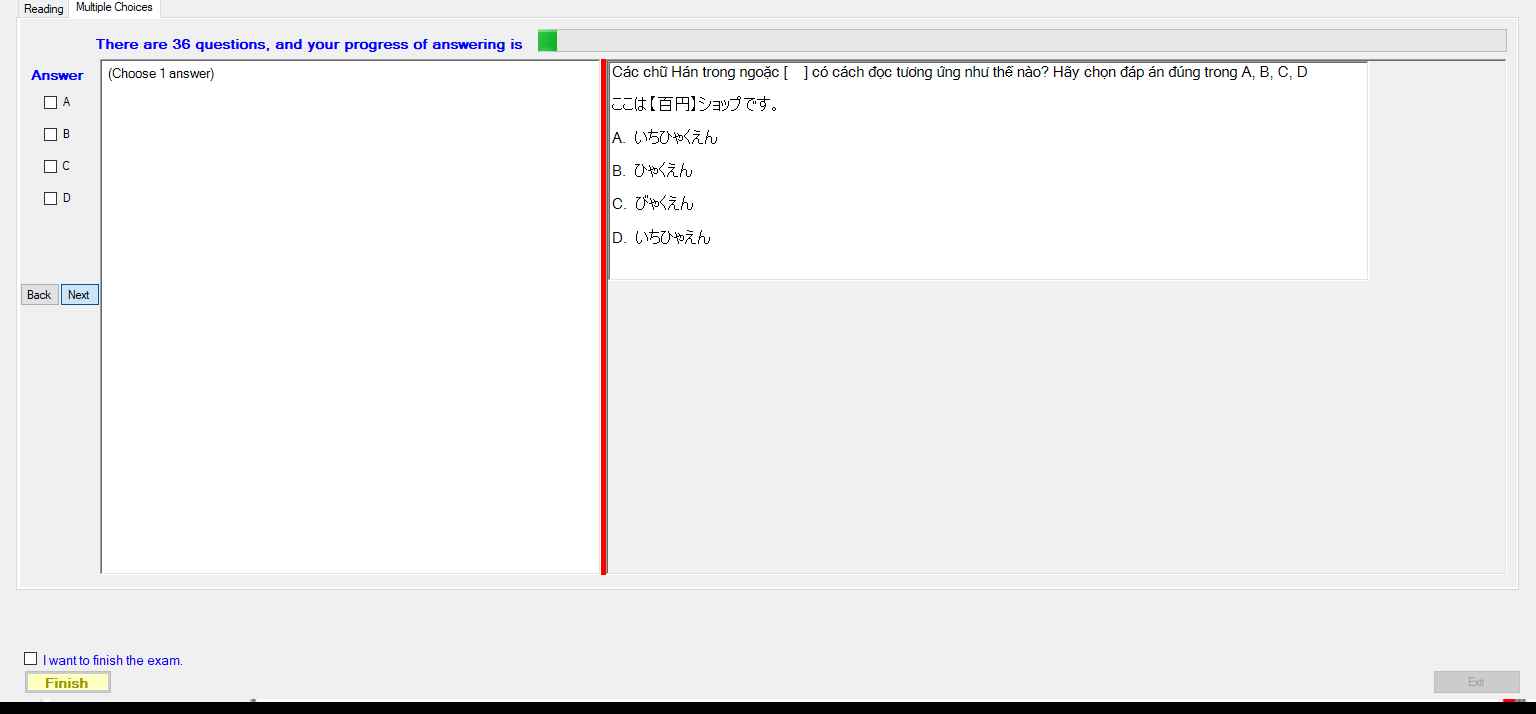 Reading Multiple Choices
There are 36 questions, and your progress of answering is
Answer
A
B
C
D
Back Next
(Choose 1 answer)
Các chữ Hán trong ngoặc [ ] có cách đọc tương ứng như thế nào? Hãy chọn đáp án đúng trong A, B, C, D
ここは【百円】ショップです。
A. いちひゃくえん
B. ひゃくえん
C. びゃくえん
D. いちひゃえん
I want to finish the exam.
Finish
Exit